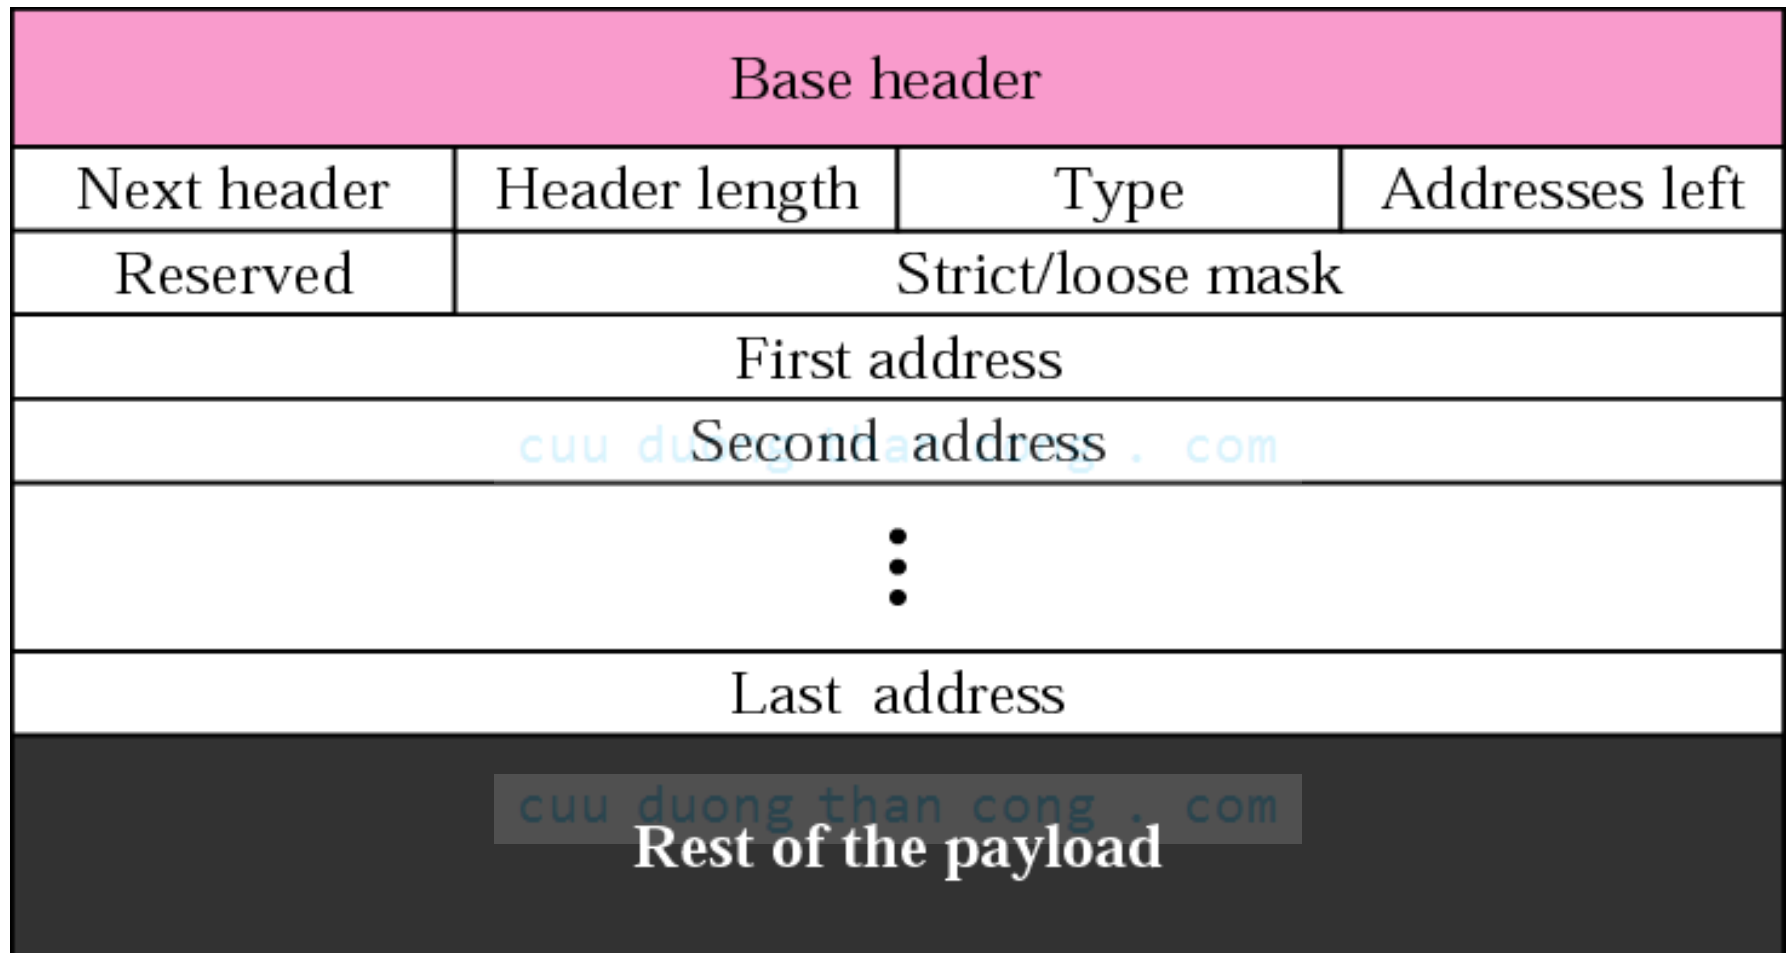 Base header
Next header Header length Type Addresses left
Reserved Strict/loose mask
First address
Second address
cuu duong than cong . com
Last address
cuu duong than cong . com
Rest of the payload